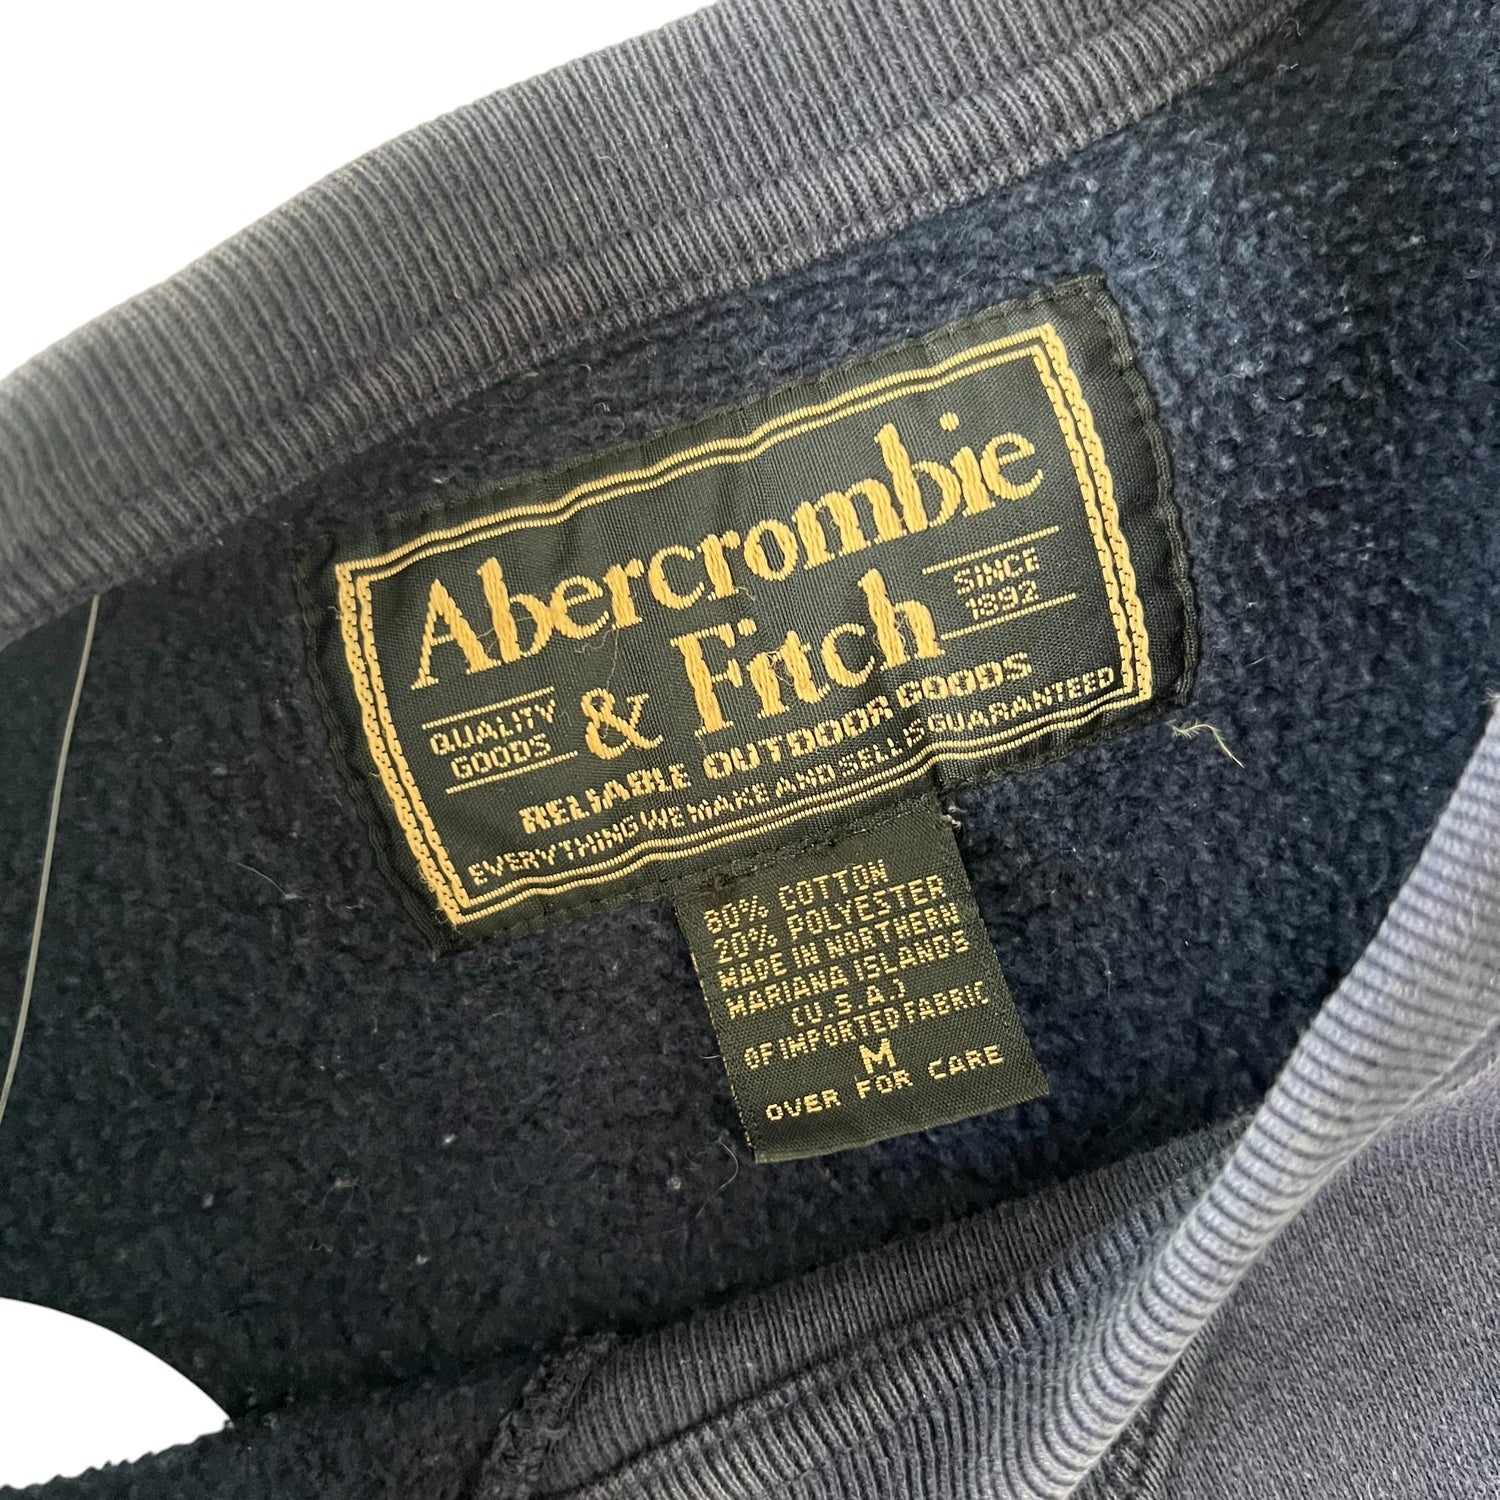 Abercrombie
& Fitch
SINCE
1892
QUALITY
GOODS
RELIABLE OUTDOOR GOODS
EVERYTHING WE MAKE AND SELL IS GUARANTEED
80% COTTON
20% POLYESTER
MADE IN NORTHERN
MARIANA ISLANDS
(U.S.A.)
OF IMPORTED FABRIC
M
OVER FOR CARE